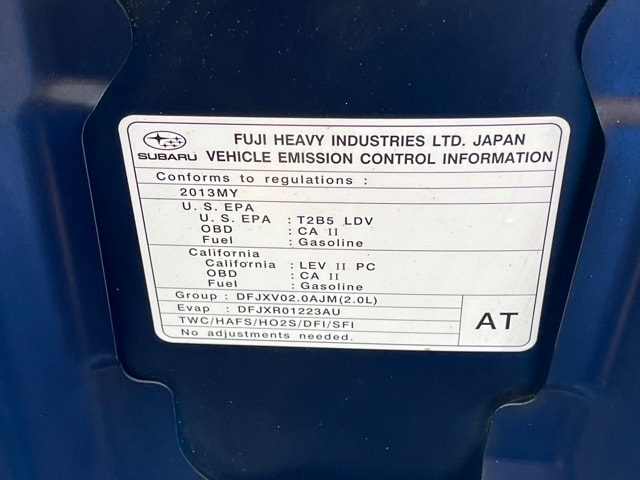 FUJI HEAVY INDUSTRIES LTD. JAPAN
SUBARU VEHICLE EMISSION CONTROL INFORMATION
Conforms to regulations :
2013MY
U. S. EPA
U. S. EPA : T2B5 LDV
OBD : CA II
Fuel : Gasoline
California
California : LEV II PC
OBD : CA II
Fuel : Gasoline
Group : DFJXV02.0AJM(2.0L)
Evap : DFJXR01223AU
TWC/HAFS/HO2S/DFI/SFI
No adjustments needed.
AT